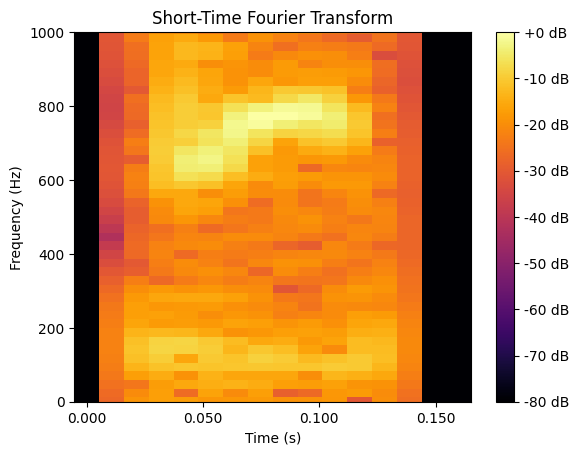 Short-Time Fourier Transform
Frequency (Hz)
1000
800
600
400
200
0
0.000
0.050
0.100
0.150
Time (s)
+0 dB
-10 dB
-20 dB
-30 dB
-40 dB
-50 dB
-60 dB
-70 dB
-80 dB